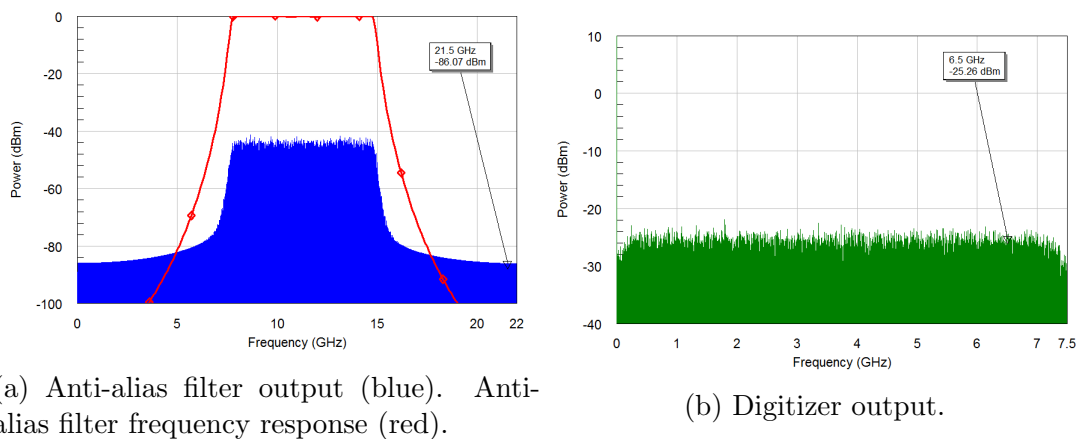 0
-20
-40
-60
-80
-100
Power (dBm)
21.5 GHz
-86.07 dBm
0
5
10
15
20
22
Frequency (GHz)
(a) Anti-alias filter output (blue). Anti-
alias filter frequency response (red).
10
0
-10
-20
-30
-40
Power (dBm)
6.5 GHz
-25.26 dBm
0
1
2
3
4
5
6
7
7.5
Frequency (GHz)
(b) Digitizer output.